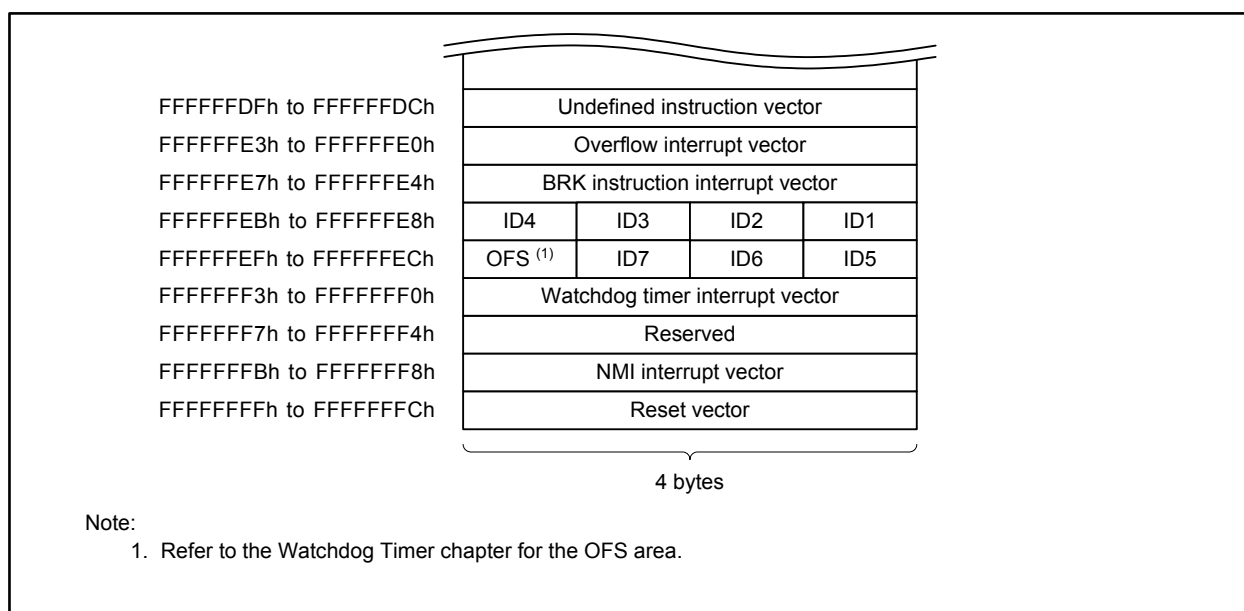 FFFFFFDFh to FFFFFFDCh Undefined instruction vector
FFFFFFE3h to FFFFFFE0h Overflow interrupt vector
FFFFFFE7h to FFFFFFE4h BRK instruction interrupt vector
FFFFFFEBh to FFFFFFE8h ID4 ID3 ID2 ID1
FFFFFFEFh to FFFFFFECh OFS (1) ID7 ID6 ID5
FFFFFFF3h to FFFFFFF0h Watchdog timer interrupt vector
FFFFFFF7h to FFFFFFF4h Reserved
FFFFFFFBh to FFFFFFF8h NMI interrupt vector
FFFFFFFFh to FFFFFFFCh Reset vector
4 bytes
Note:
1. Refer to the Watchdog Timer chapter for the OFS area.